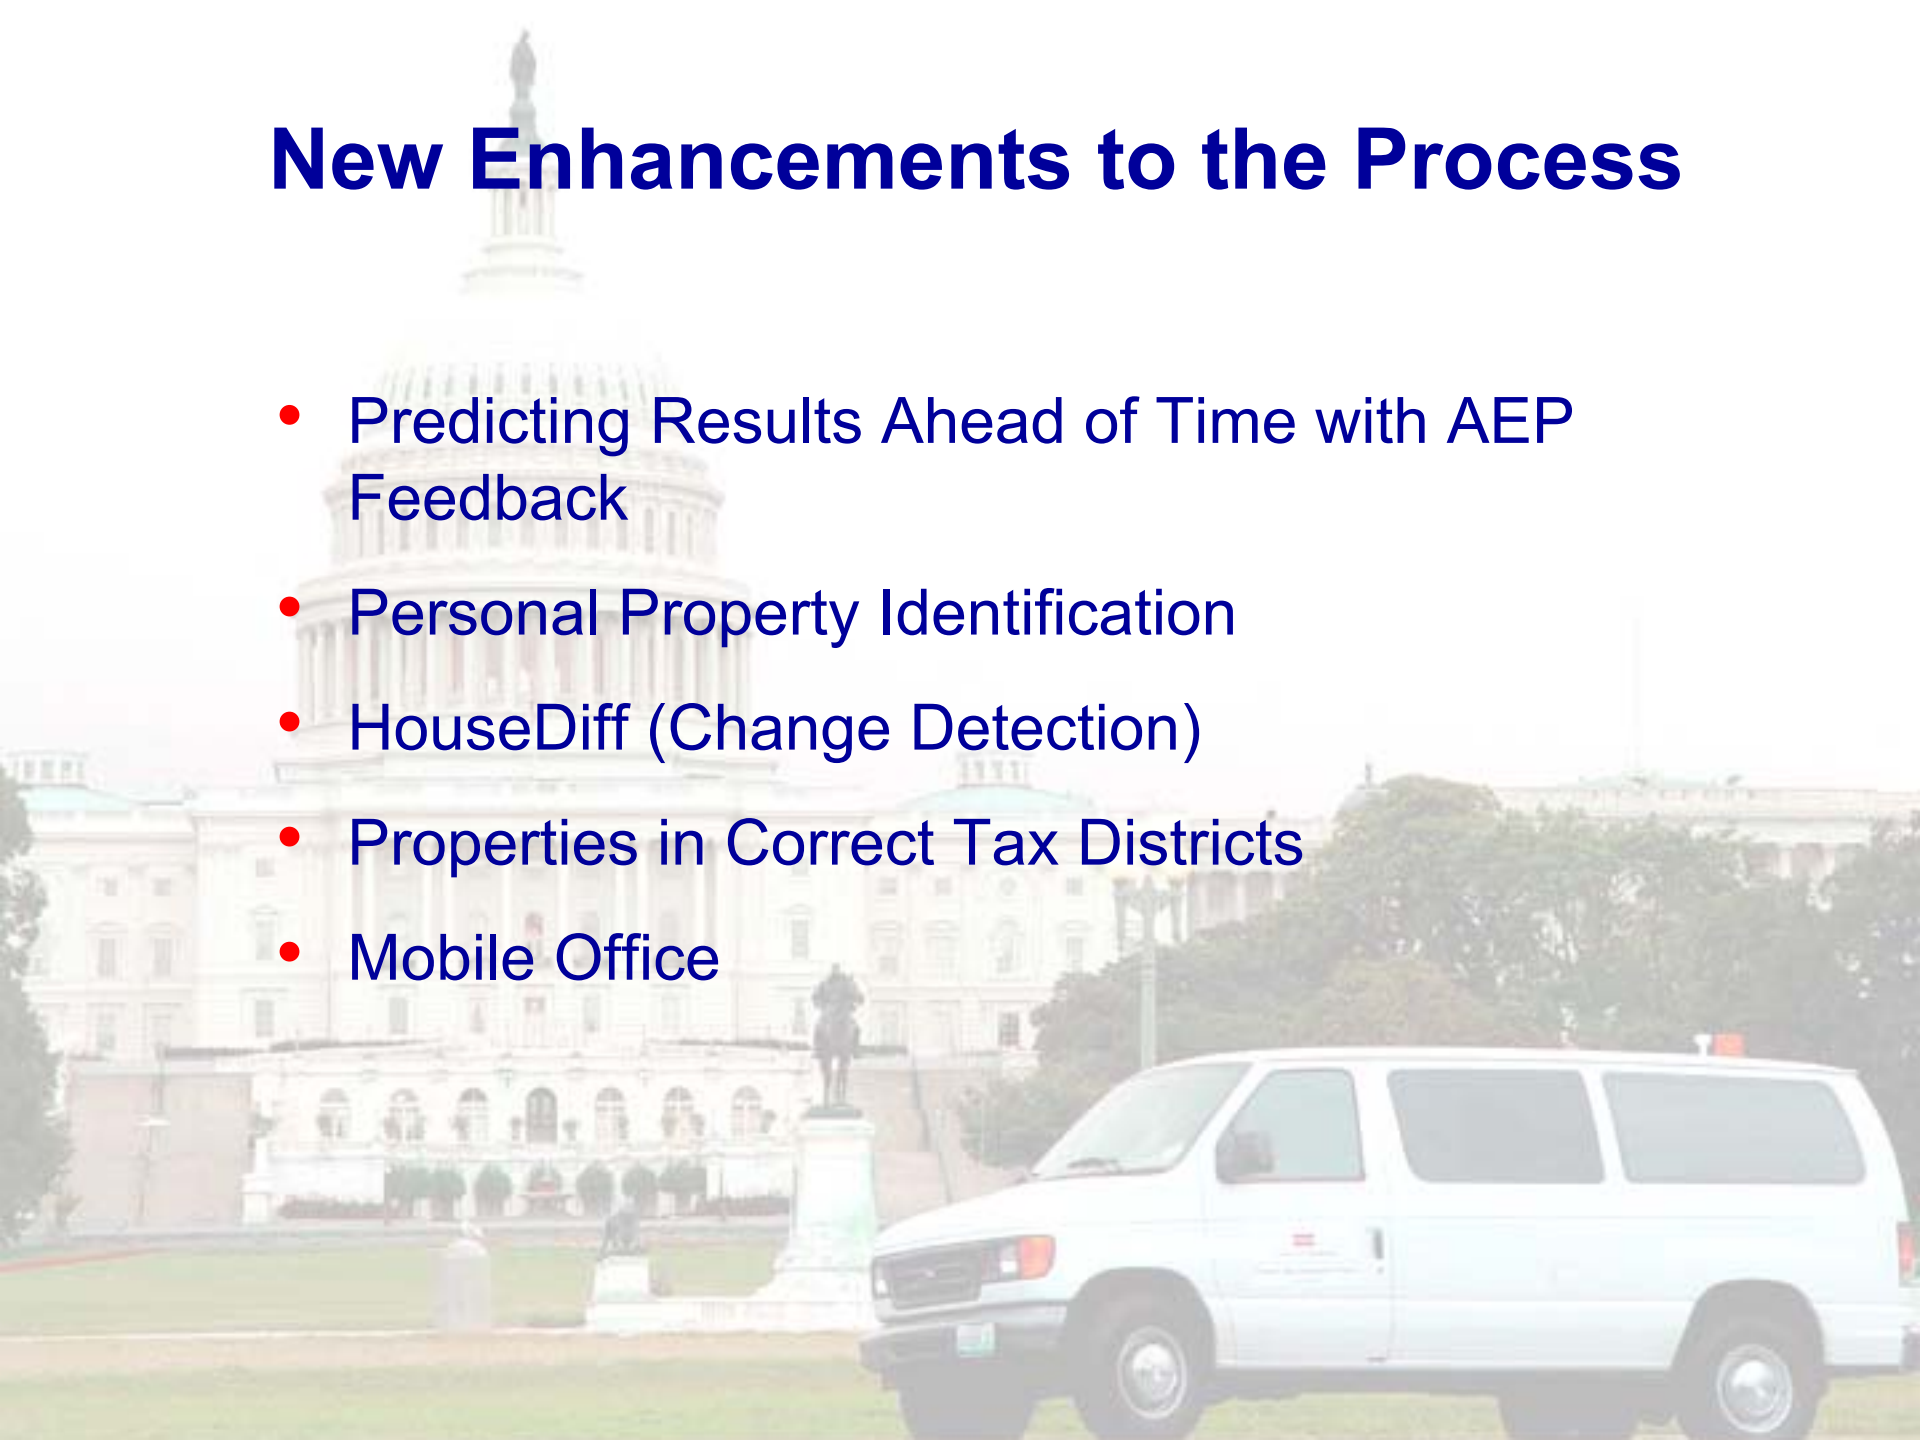 New Enhancements to the Process
• Predicting Results Ahead of Time with AEP
Feedback
• Personal Property Identification
• HouseDiff (Change Detection)
• Properties in Correct Tax Districts
• Mobile Office